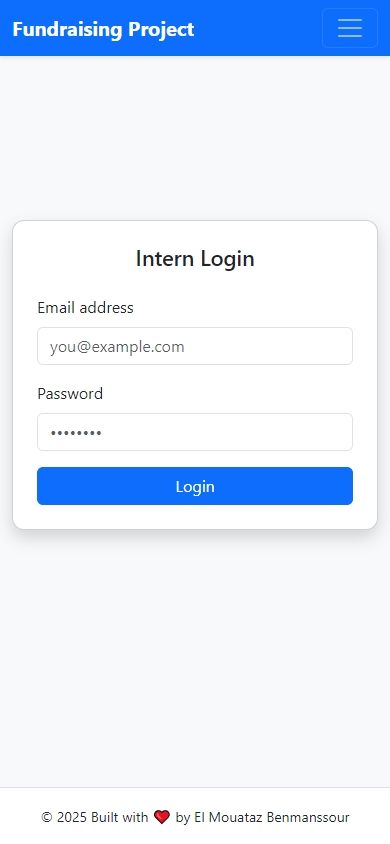 Fundraising Project
Intern Login
Email address
you@example.com
Password
••••••••
Login
© 2025 Built with ❤️ by El Mouataz Benmanssour